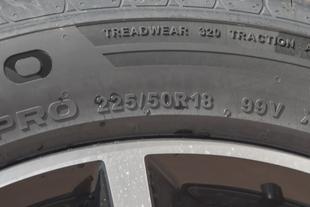 TREADWEAR 320 TRACTION A
O
PRO 225/50R18 99V